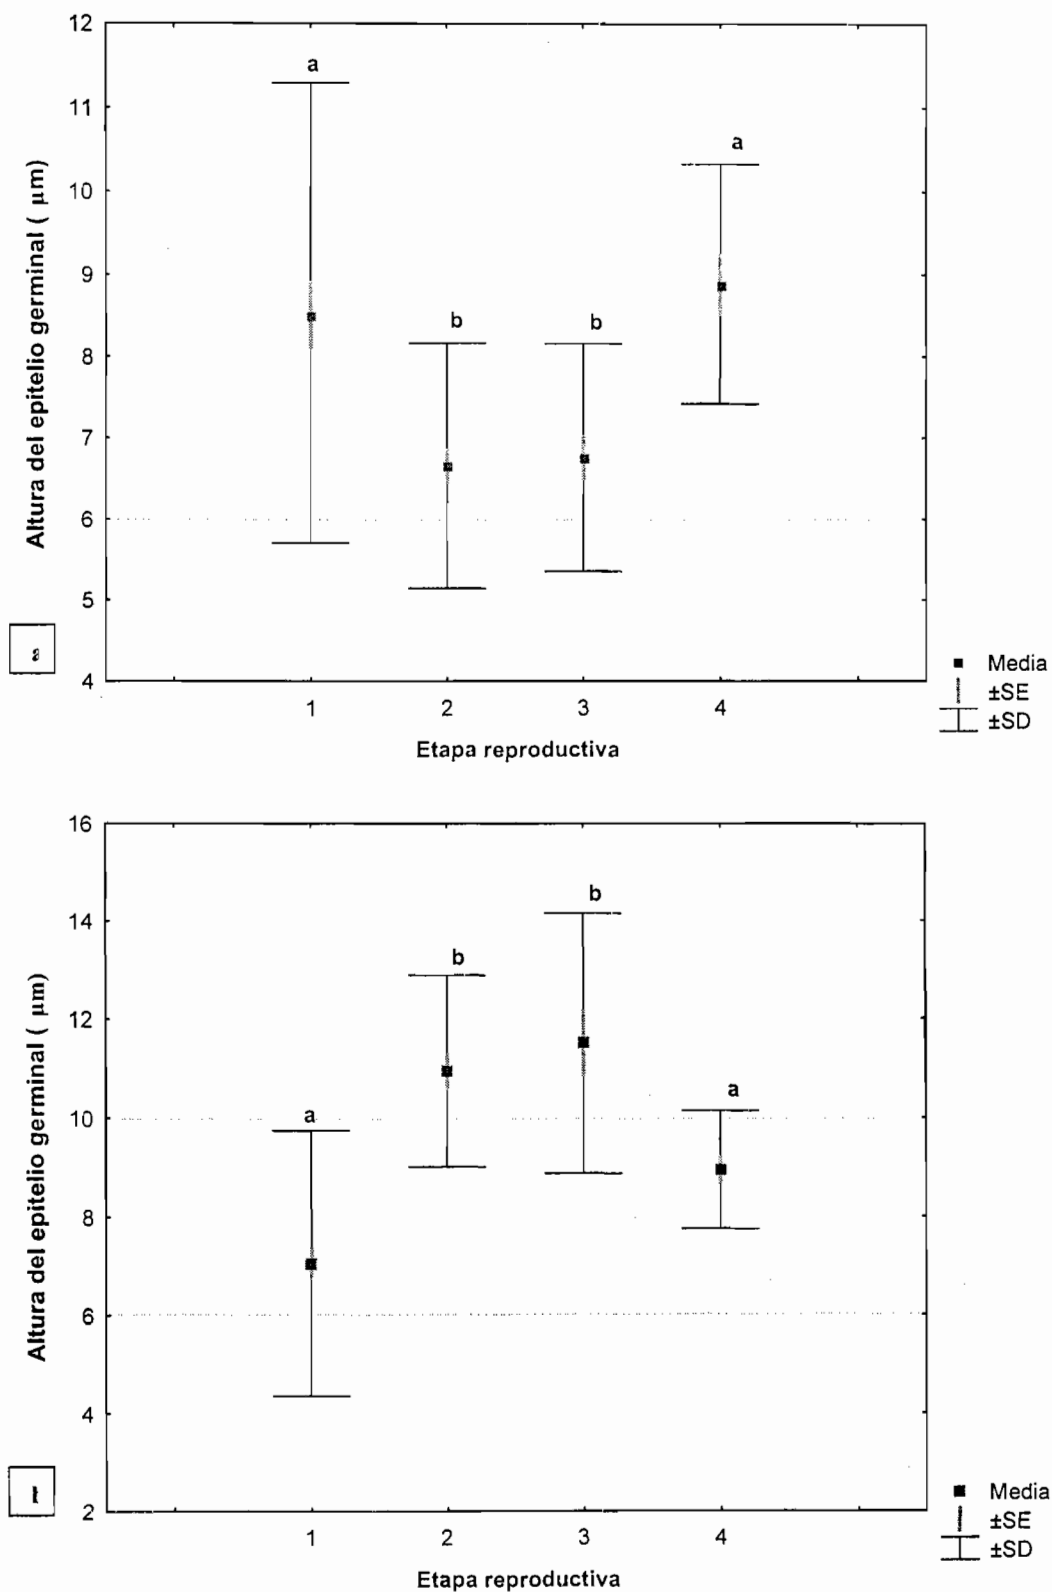 12
11
10
9
8
7
6
5
4
Altura del epitelio germinal ( µm)
a
b
b
a
1 2 3 4
Etapa reproductiva
Media
±SE
±SD
16
14
12
10
8
6
4
2
Altura del epitelio germinal ( µm)
a
b
b
a
1 2 3 4
Etapa reproductiva
Media
±SE
±SD